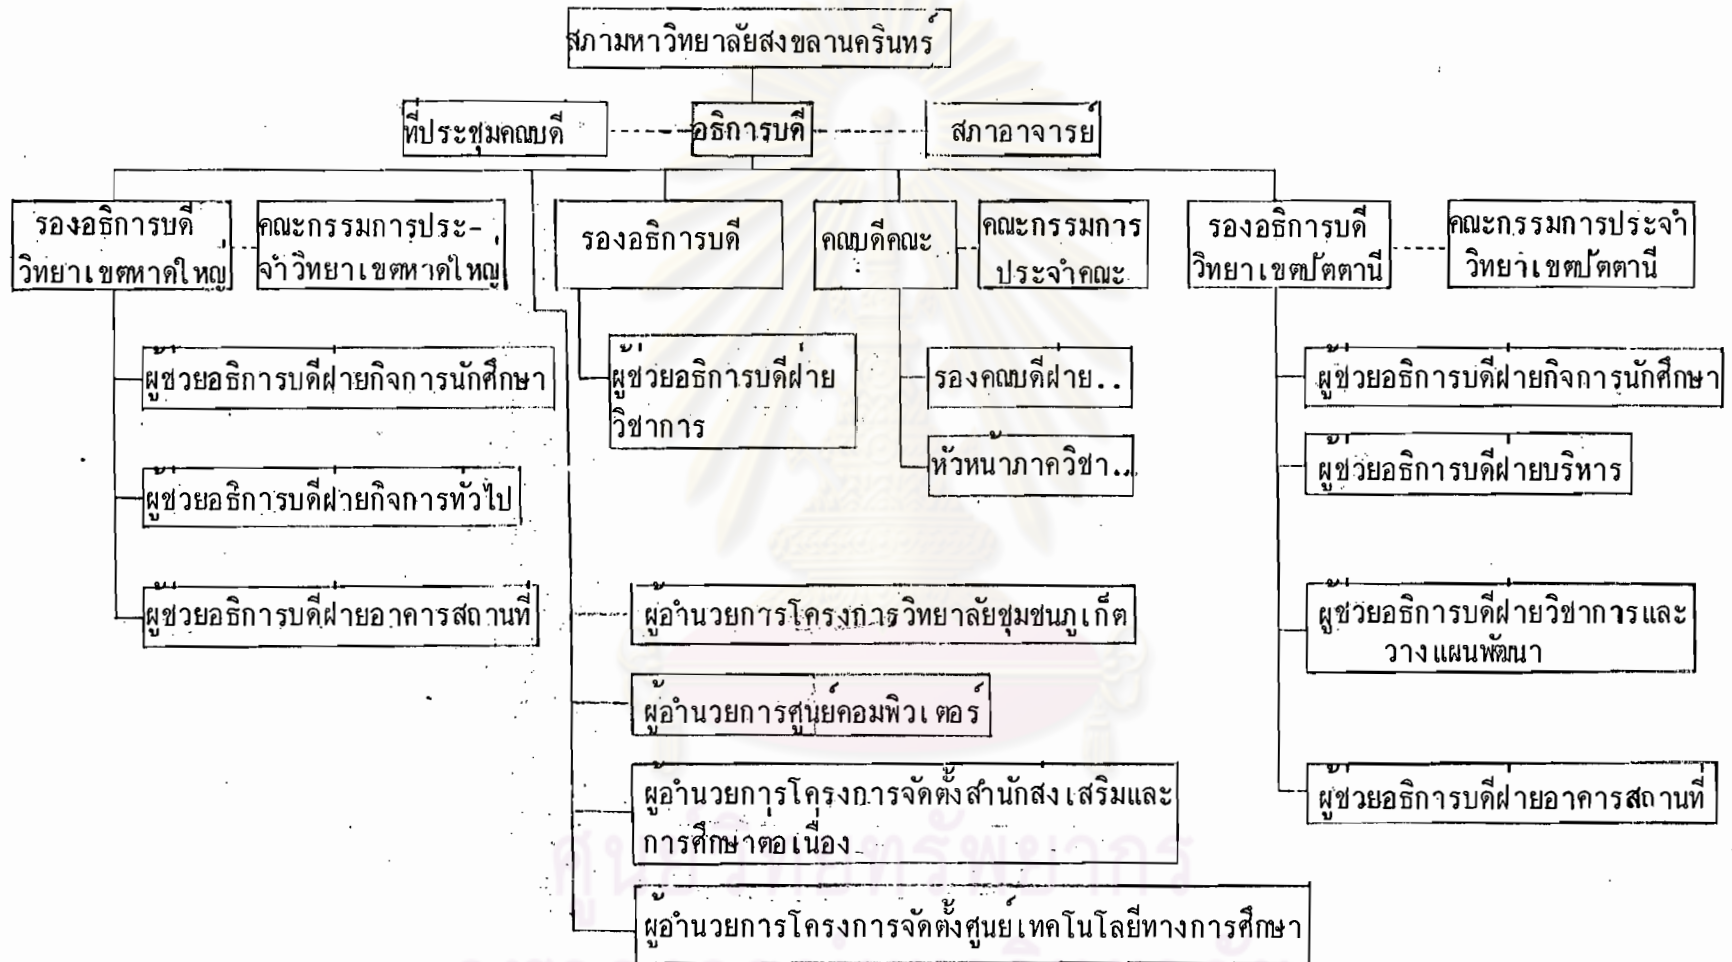 สภามหาวิทยาลัยสงขลานครินทร์
ที่ประชุมคณบดี
อธิการบดี
สภาอาจารย์
รองอธิการบดี
วิทยาเขตหาดใหญ่
คณะกรรมการประ-
จำวิทยาเขตหาดใหญ่
รองอธิการบดี
คณบดีคณะ
คณะกรรมการ
ประจำคณะ
รองอธิการบดี
วิทยาเขตปัตตานี
คณะกรรมการประจำ
วิทยาเขตปัตตานี
ผู้ช่วยอธิการบดีฝ่ายกิจการนักศึกษา
ผู้ช่วยอธิการบดีฝ่ายกิจการทั่วไป
ผู้ช่วยอธิการบดีฝ่ายอาคารสถานที่
ผู้ช่วยอธิการบดีฝ่าย
วิชาการ
รองคณบดีฝ่าย..
หัวหน้าภาควิชา..
ผู้อำนวยการโครงการวิทยาลัยชุมชนภูเก็ต
ผู้อำนวยการศูนย์คอมพิวเตอร์
ผู้อำนวยการโครงการจัดตั้งสำนักส่งเสริมและ
การศึกษาต่อเนื่อง
ผู้อำนวยการโครงการจัดตั้งศูนย์เทคโนโลยีทางการศึกษา
ผู้ช่วยอธิการบดีฝ่ายกิจการนักศึกษา
ผู้ช่วยอธิการบดีฝ่ายบริหาร
ผู้ช่วยอธิการบดีฝ่ายวิชาการและ
วางแผนพัฒนา
ผู้ช่วยอธิการบดีฝ่ายอาคารสถานที่
ศูนย์วิทยทรัพยากร